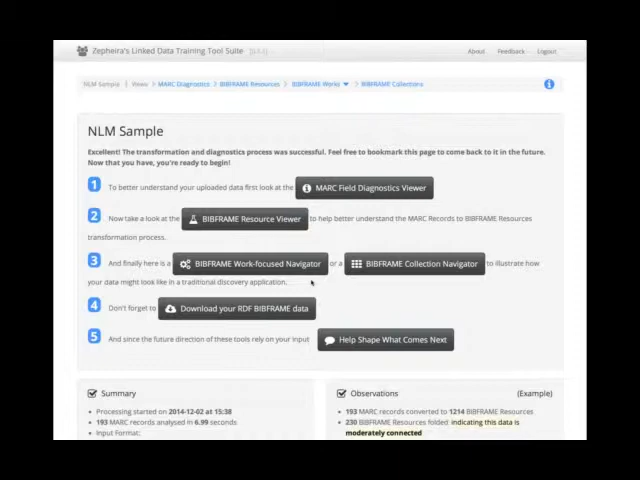 Zepheira's Linked Data Training Tool Suite
About Feedback Logout
NLM Sample | Views: > MARC Diagnostics > BIBFRAME Resources > BIBFRAME Works > BIBFRAME Collections
NLM Sample
Excellent! The transformation and diagnostics process was successful. Feel free to bookmark this page to come back to it in the future.
Now that you have, you're ready to begin!
1 To better understand your uploaded data first look at the MARC Field Diagnostics Viewer
2 Now take a look at the BIBFRAME Resource Viewer to help better understand the MARC Records to BIBFRAME Resources
transformation process.
3 And finally here is a BIBFRAME Work-focused Navigator or a BIBFRAME Collection Navigator to illustrate how
your data might look like in a traditional discovery application.
4 Don't forget to Download your RDF BIBFRAME data
5 And since the future direction of these tools rely on your input Help Shape What Comes Next
Summary
• Processing started on 2014-12-02 at 15:38
• 193 MARC records analysed in 6.99 seconds
• Input Format:
Observations (Example)
• 193 MARC records converted to 1214 BIBFRAME Resources
• 230 BIBFRAME Resources folded: indicating this data is
moderately connected